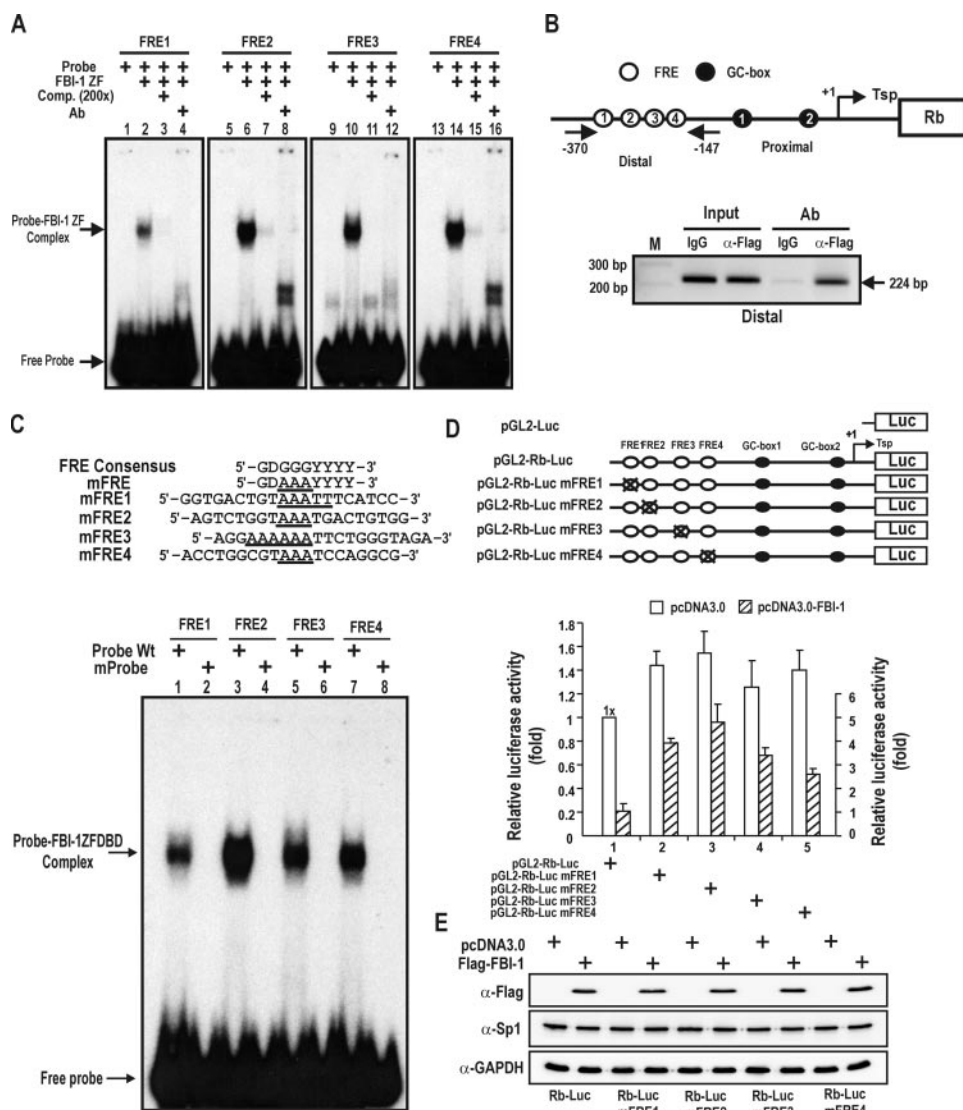 A
FRE1 FRE2 FRE3 FRE4
Probe + + + + + + + + + + + + + + + +
FBI-1 ZF + + + + + + + + + + + +
Comp. (200x) + + + +
Ab + + + +
1 2 3 4 5 6 7 8 9 10 11 12 13 14 15 16
Probe-FBI-1 ZF
Complex
Free Probe
B
FRE GC-box
+1 Tsp
1 2 3 4 1 2 Rb
-370 -147
Distal Proximal
Input Ab
M IgG α-Flag IgG α-Flag
300 bp
200 bp
224 bp
Distal
C
FRE Consensus 5'-GDGGGYYYY-3'
mFRE 5'-GDAAAYYYY-3'
mFRE1 5'-GGTGACTGTAAATTTCATCC-3'
mFRE2 5'-AGTCTGGTAAATGACTGTGG-3'
mFRE3 5'-AGGAAAAAATTCTGGGTAGA-3'
mFRE4 5'-ACCTGGCGTAAATCCAGGCG-3'
FRE1 FRE2 FRE3 FRE4
Probe Wt + + + +
mProbe + + + +
1 2 3 4 5 6 7 8
Probe-FBI-1ZFDBD
Complex
Free probe
D
pGL2-Luc Luc
FRE1 FRE2 FRE3 FRE4 GC-box1 GC-box2 +1 Tsp
pGL2-Rb-Luc Luc
pGL2-Rb-Luc mFRE1 Luc
pGL2-Rb-Luc mFRE2 Luc
pGL2-Rb-Luc mFRE3 Luc
pGL2-Rb-Luc mFRE4 Luc
pcDNA3.0 pcDNA3.0-FBI-1
Relative luciferase activity
(fold)
1.8
1.6
1.4
1.2
1
0.8
0.6
0.4
0.2
0
1x
6
5
4
3
2
1
0
Relative luciferase activity
(fold)
1 2 3 4 5
pGL2-Rb-Luc +
pGL2-Rb-Luc mFRE1 +
pGL2-Rb-Luc mFRE2 +
pGL2-Rb-Luc mFRE3 +
pGL2-Rb-Luc mFRE4 +
E
pcDNA3.0 + + + + +
Flag-FBI-1 + + + + +
α-Flag
α-Sp1
α-GAPDH
Rb-Luc Rb-Luc Rb-Luc Rb-Luc Rb-Luc
mFRE4